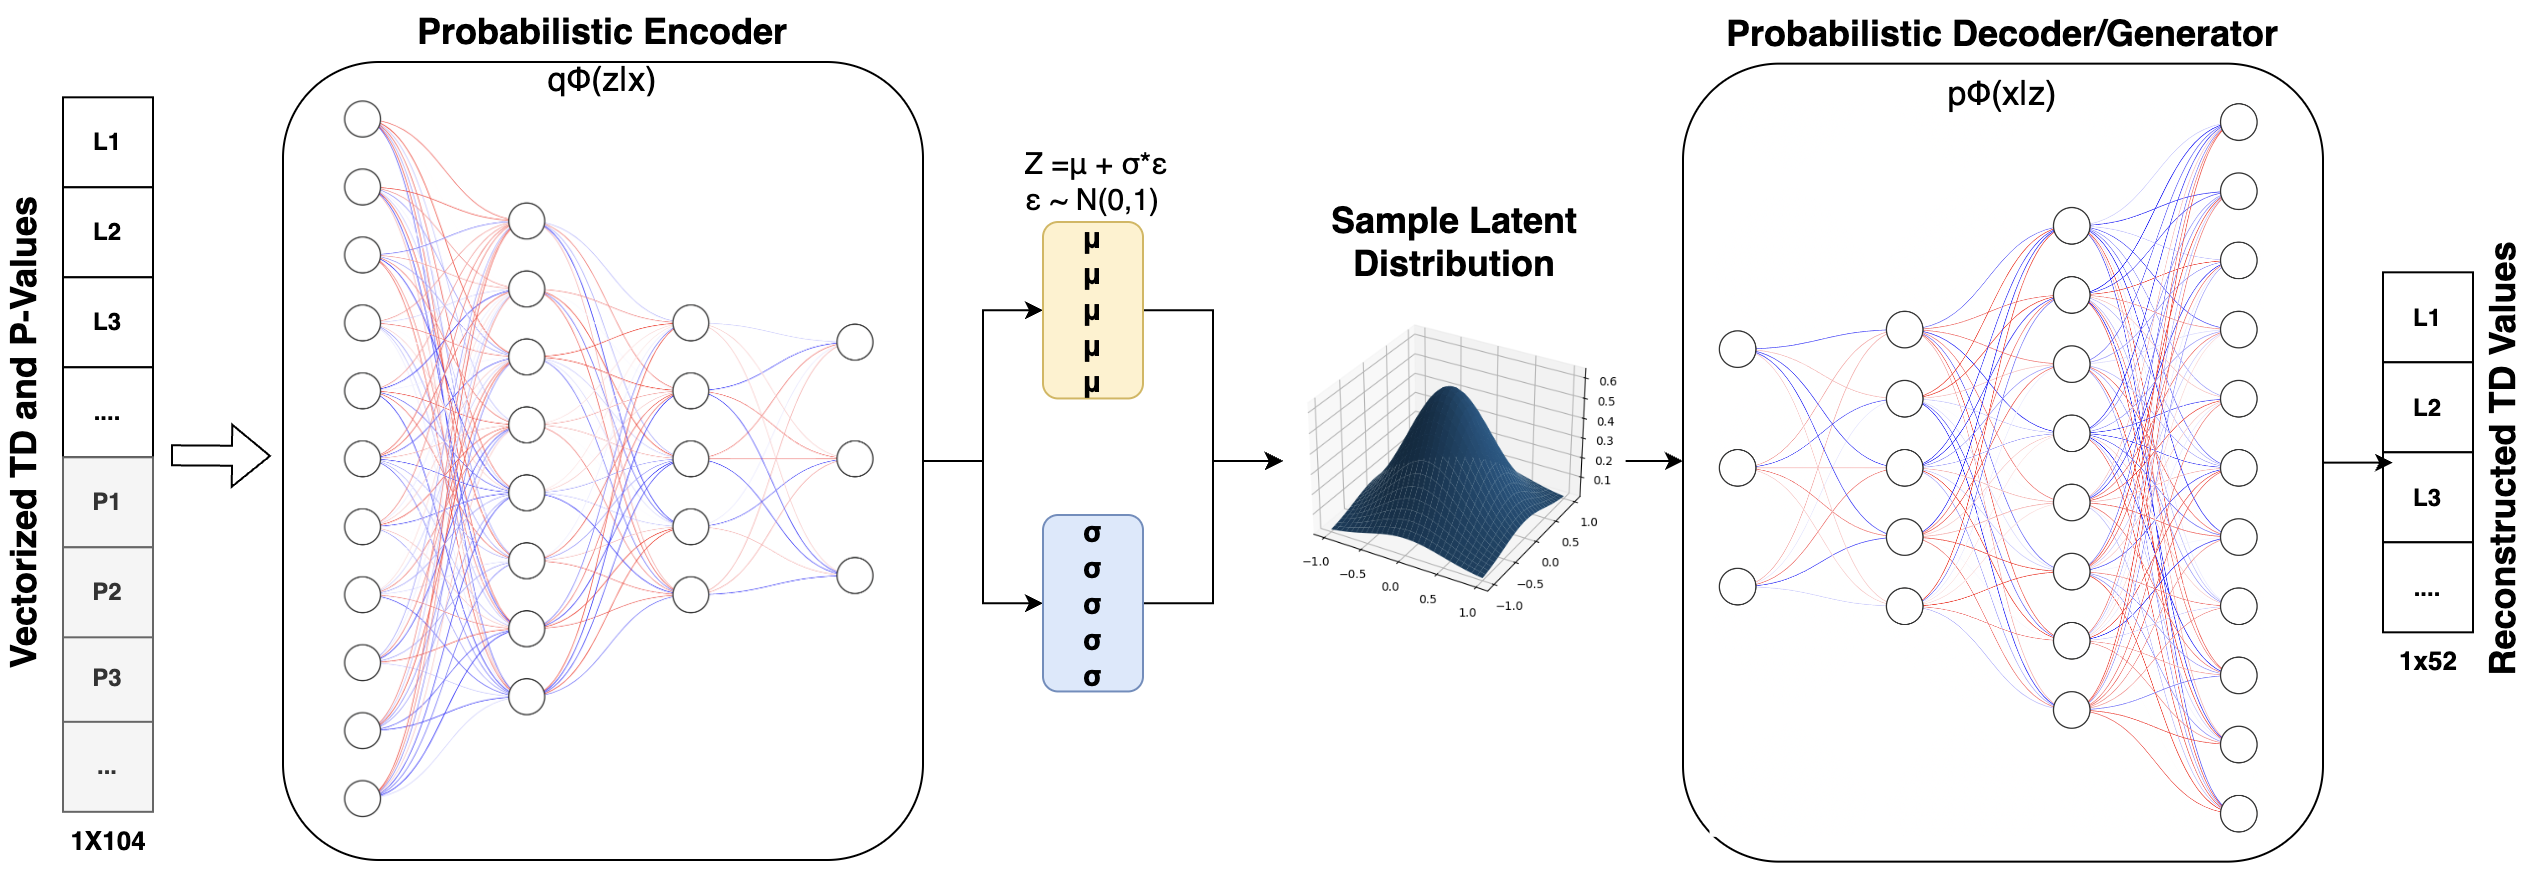 Vectorized TD and P-Values
L1
L2
L3
....
P1
P2
P3
...
1X104
Probabilistic Encoder
qΦ(z|x)
Z =μ + σ*ε
ε ~ N(0,1)
μ
μ
μ
μ
μ
σ
σ
σ
σ
σ
Sample Latent
Distribution
0.6
0.5
0.4
0.3
0.2
0.1
1.0
0.5
0.0
−0.5
−1.0
−1.0
−0.5
0.0
0.5
1.0
Probabilistic Decoder/Generator
pΦ(x|z)
L1
L2
L3
....
1x52
Reconstructed TD Values